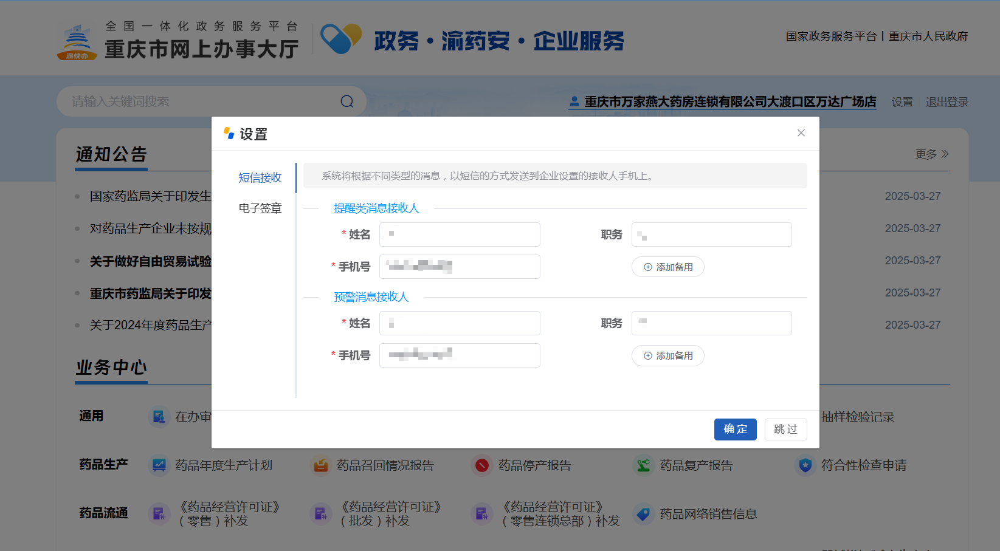 全国一体化政务服务平台
重庆市网上办事大厅
渝快办
政务·渝药安·企业服务
国家政务服务平台 | 重庆市人民政府
请输入关键词搜索
重庆市万家燕大药房连锁有限公司大渡口区万达广场店
设置
退出登录
设置
通知公告
更多
短信接收
电子签章
系统将根据不同类型的消息，以短信的方式发送到企业设置的接收人手机上。
国家药监局关于印发生
2025-03-27
提醒类消息接收人
对药品生产企业未按规
2025-03-27
* 姓名
职务
关于做好自由贸易试验
2025-03-27
* 手机号
添加备用
重庆市药监局关于印发
2025-03-27
预警消息接收人
关于2024年度药品生产
2025-03-27
* 姓名
职务
* 手机号
添加备用
业务中心
通用
在办审
抽样检验记录
确定
跳过
药品生产
药品年度生产计划
药品召回情况报告
药品停产报告
药品复产报告
符合性检查申请
药品流通
《药品经营许可证》
（零售）补发
《药品经营许可证》
（批发）补发
《药品经营许可证》
（零售连锁总部）补发
药品网络销售信息